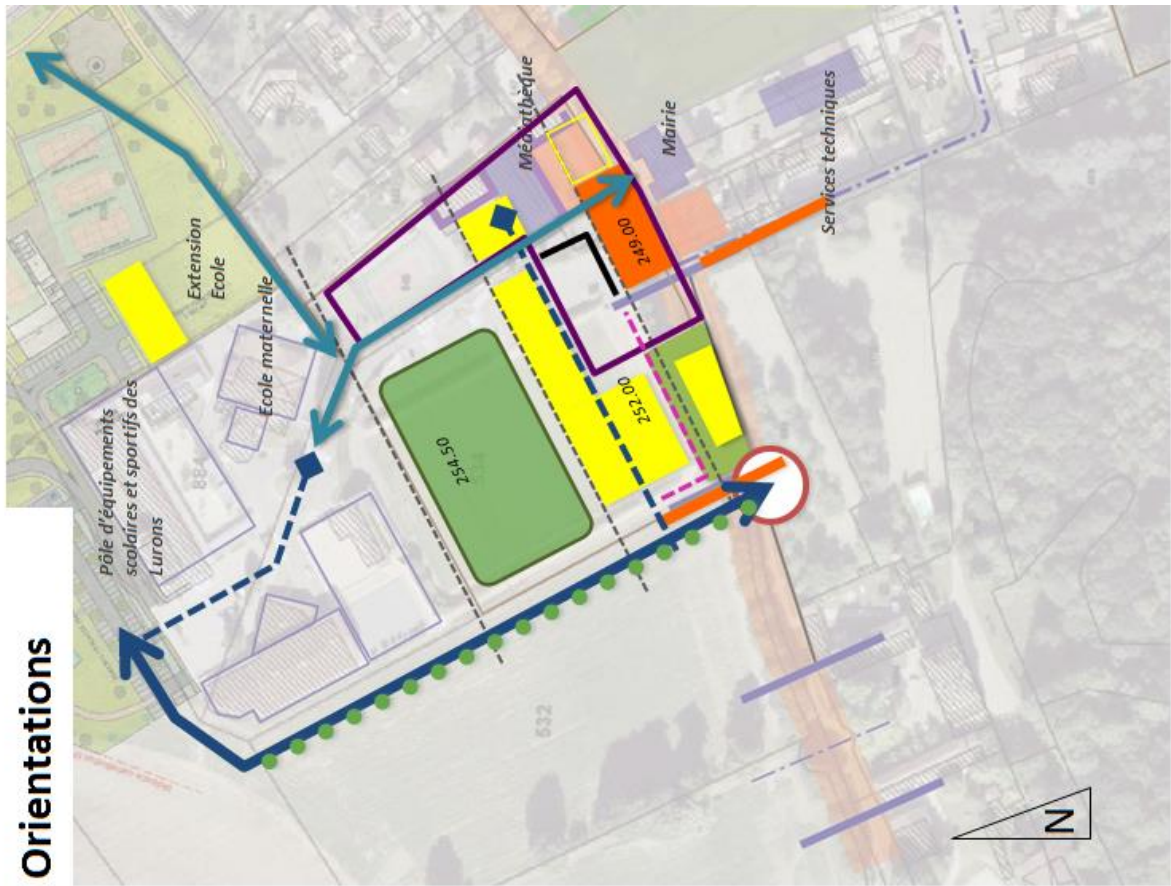 Orientations
Pôle d'équipements
scolaires et sportifs des
Lurons
Extension
Ecole
Ecole maternelle
Médiathèque
Mairie
Services techniques
254.50
252.00
249.00
532
N